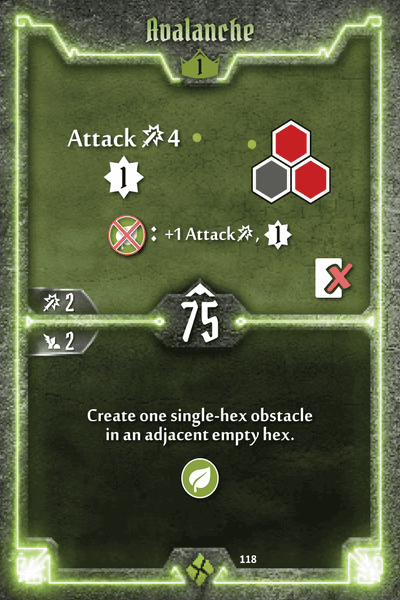 Avalanche
1
Attack 4
1
: +1 Attack, 1
2
75
2
Create one single-hex obstacle
in an adjacent empty hex.
118